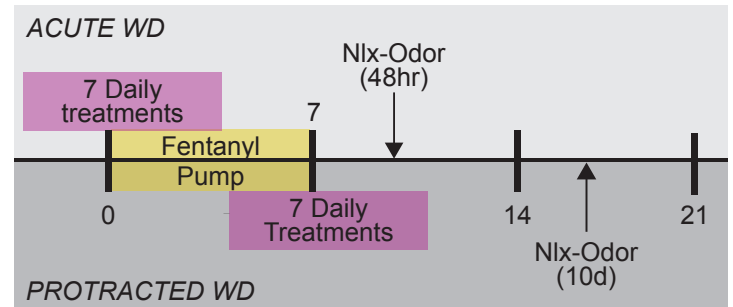 ACUTE WD
Nlx-Odor
(48hr)
7 Daily
treatments
7
Fentanyl
Pump
0
7 Daily
Treatments
14
21
Nlx-Odor
(10d)
PROTRACTED WD